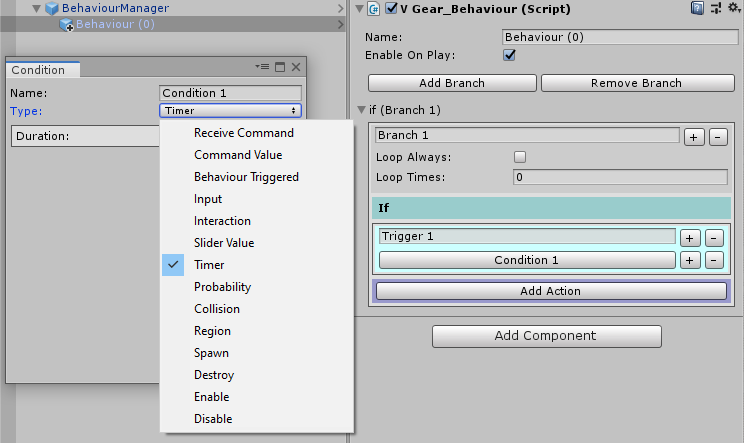 BehaviourManager
Behaviour (0)
Condition
Name: Condition 1
Type: Timer
Duration:
Receive Command
Command Value
Behaviour Triggered
Input
Interaction
Slider Value
Timer
Probability
Collision
Region
Spawn
Destroy
Enable
Disable
V Gear_Behaviour (Script)
Name: Behaviour (0)
Enable On Play:
Add Branch Remove Branch
if (Branch 1)
Branch 1 + -
Loop Always:
Loop Times: 0
If
Trigger 1 + -
Condition 1 + -
Add Action
Add Component